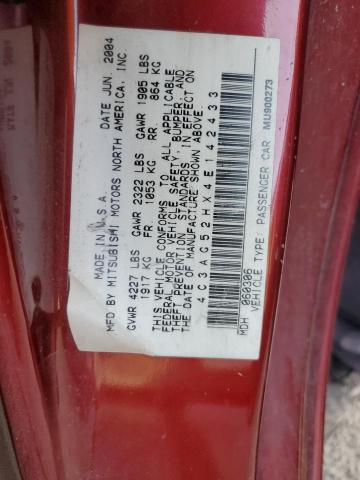 MADE IN U.S.A
DATE JUN. 2004
MFD BY MITSUBISHI MOTORS NORTH AMERICA, INC
GVWR 4227 LBS GAWR 2322 LBS GAWR 1905 LBS
1917 KG FR. 1053 KG RR. 864 KG
THIS VEHICLE CONFORMS TO ALL APPLICABLE
FEDERAL MOTOR VEHICLE SAFETY, BUMPER, AND
THEFT PREVENTION STANDARDS IN EFFECT ON
THE DATE OF MANUFACTURE SHOWN ABOVE.
4C3AG52HX4E142433
VEHICLE TYPE: PASSENGER CAR
MDH 060306 MU900273